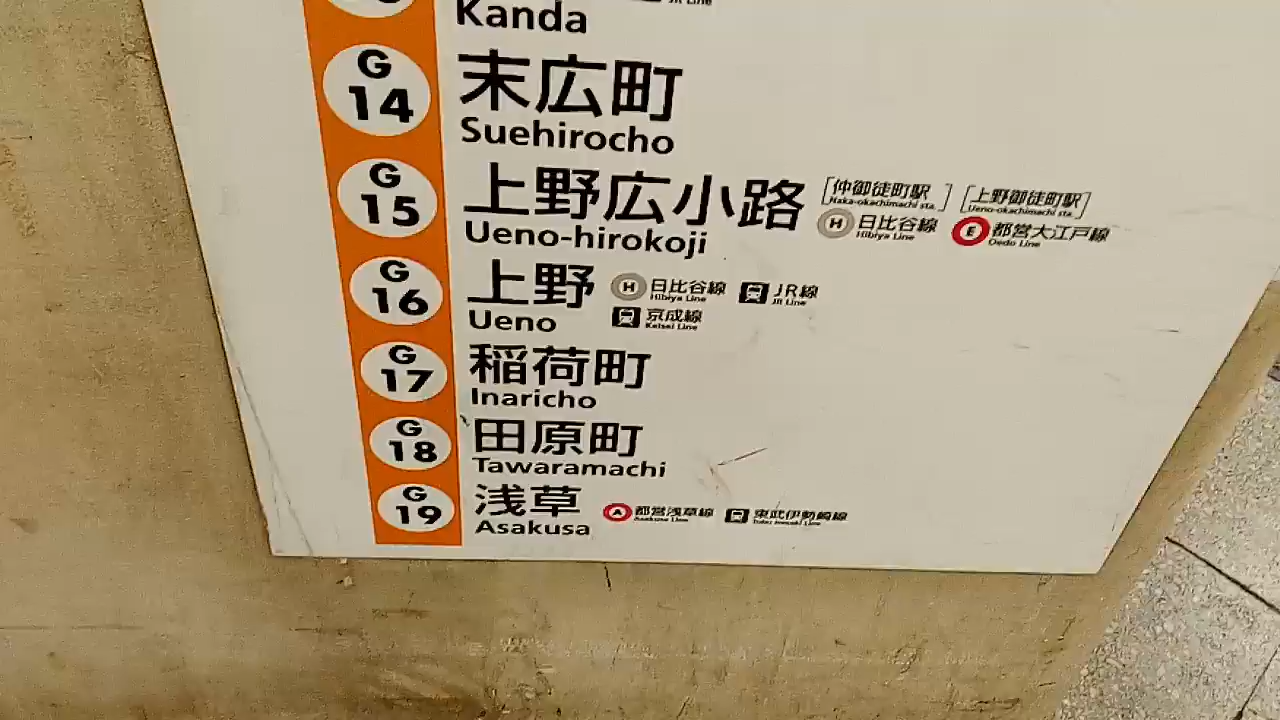 JR Line
Kanda
G 14
末広町
Suehirocho
G 15
上野広小路 [仲御徒町駅] [上野御徒町駅]
Ueno-hirokoji [Naka-okachimachi sta.] [Ueno-okachimachi sta.]
H 日比谷線 E 都営大江戸線
Hibiya Line Oedo Line
G 16
上野 H 日比谷線 JR線
Hibiya Line JR Line
Ueno 京成線
Keisei Line
G 17
稲荷町
Inaricho
G 18
田原町
Tawaramachi
G 19
浅草 A 都営浅草線 東武伊勢崎線
Asakusa Asakusa Line Tobu Isesaki Line